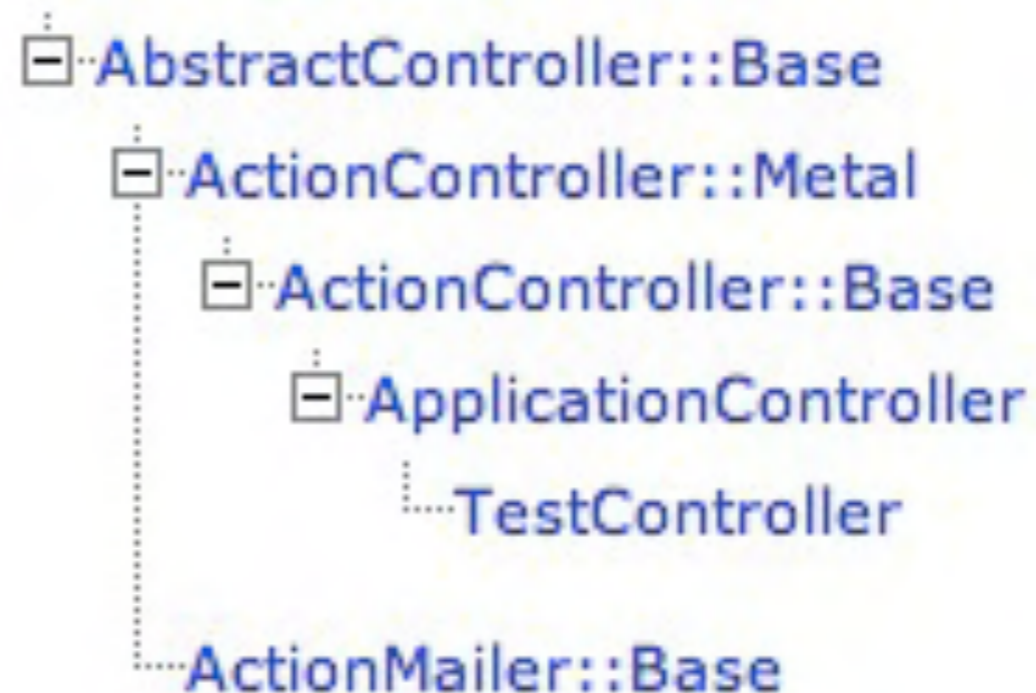 AbstractController::Base
ActionController::Metal
ActionController::Base
ApplicationController
TestController
ActionMailer::Base